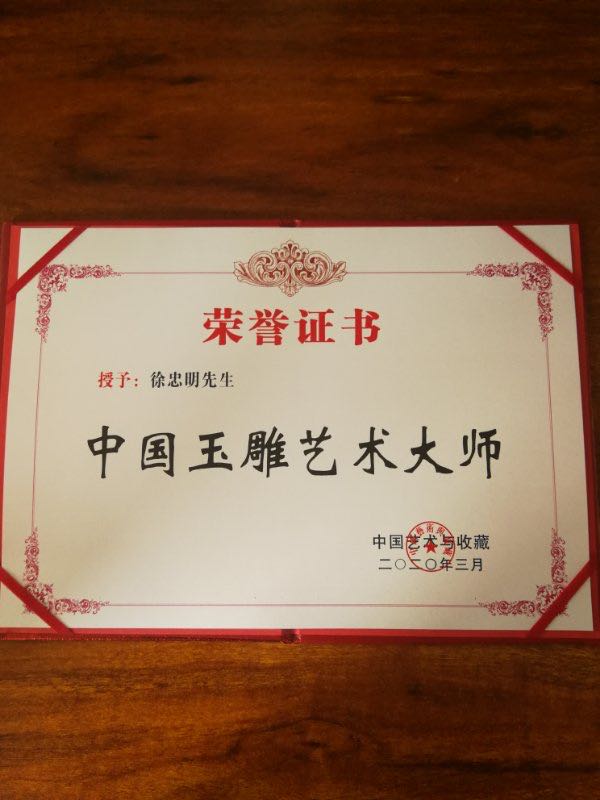 荣誉证书
授予：徐忠明先生
中国玉雕艺术大师
中国艺术与收藏
二〇二〇年三月